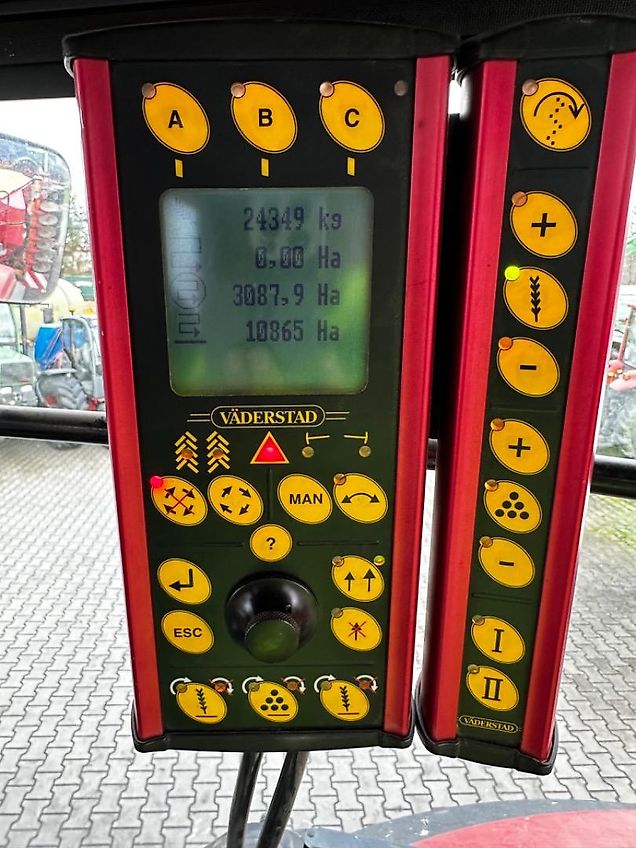 A B C
24349 kg
0,00 Ha
3087,9 Ha
10865 Ha
VÄDERSTAD
MAN
?
ESC
+
-
+
-
I
II
VÄDERSTAD